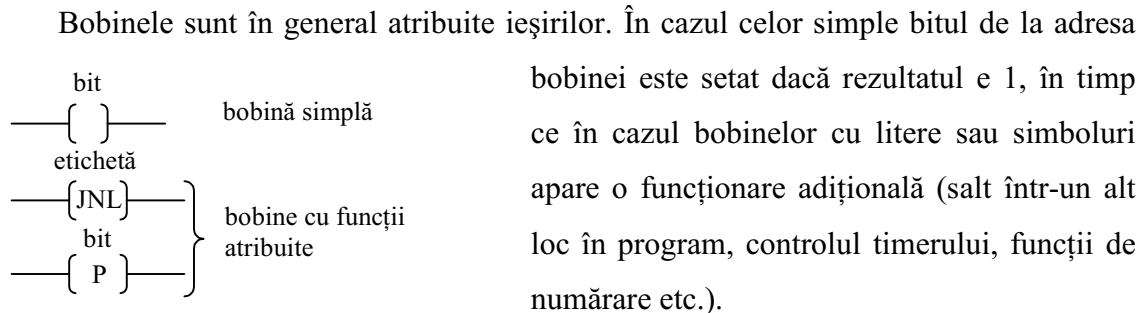 Bobinele sunt în general atribuite ieşirilor. În cazul celor simple bitul de la adresa
bobinei este setat dacă rezultatul e 1, în timp
ce în cazul bobinelor cu litere sau simboluri
apare o funcţionare adiţională (salt într-un alt
loc în program, controlul timerului, funcţii de
numărare etc.).
bit
bobină simplă
etichetă
JNL
bit
P
bobine cu funcţii
atribuite